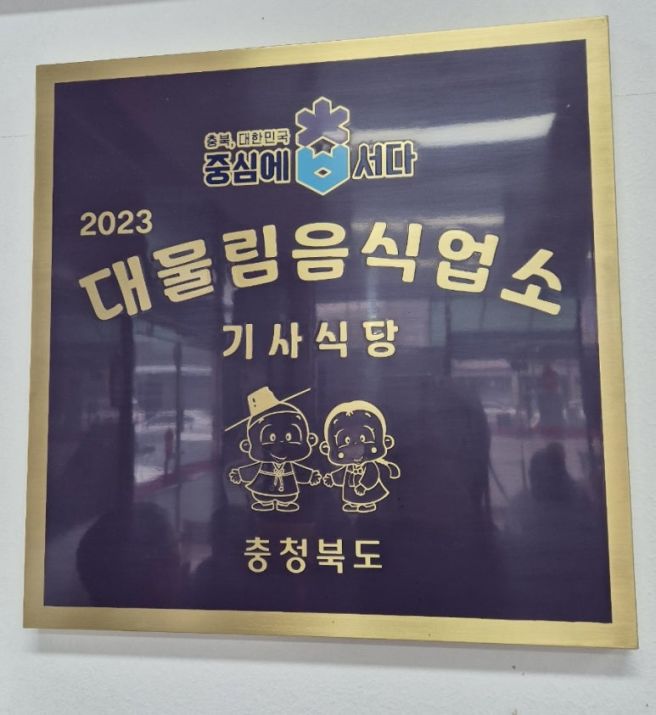 충북, 대한민국
중심에 서다
2023
대물림음식업소
기사식당
충청북도